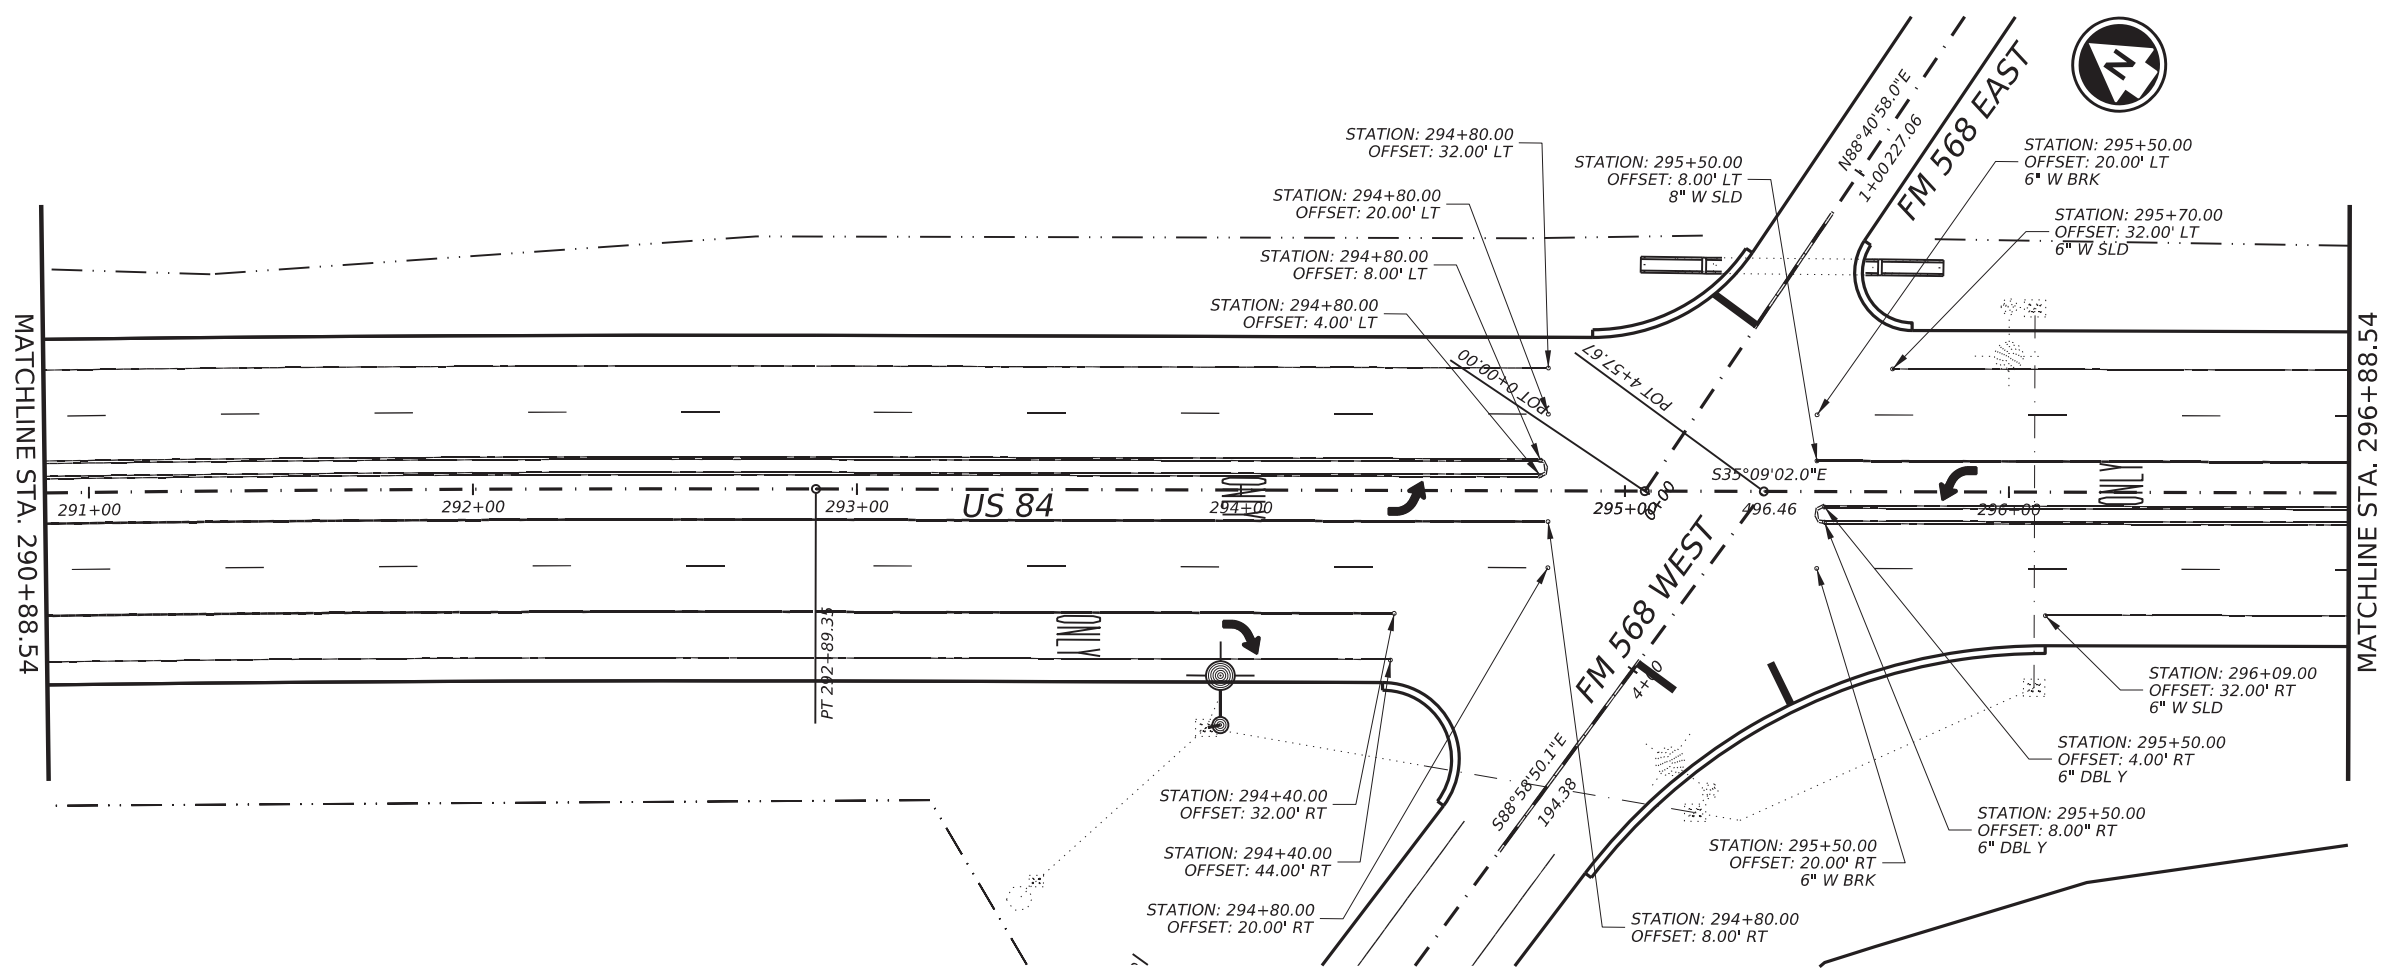 STATION: 294+80.00
OFFSET: 32.00' LT
STATION: 295+50.00
OFFSET: 8.00' LT
8" W SLD
STATION: 295+50.00
OFFSET: 20.00' LT
6" W BRK
N
N88°40'58.0"E
227.06
1+00
FM 568 EAST
STATION: 294+80.00
OFFSET: 20.00' LT
STATION: 295+70.00
OFFSET: 32.00' LT
6" W SLD
STATION: 294+80.00
OFFSET: 8.00' LT
STATION: 294+80.00
OFFSET: 4.00' LT
MATCHLINE STA. 290+88.54
MATCHLINE STA. 296+88.54
POT 0+00.00
POT 4+57.67
S35°09'02.0"E
496.46
ONLY
ONLY
291+00
292+00
293+00
US 84
294+00
295+00
0+00
296+00
FM 568 WEST
ONLY
PT 292+89.35
4+00
STATION: 296+09.00
OFFSET: 32.00' RT
6" W SLD
STATION: 295+50.00
OFFSET: 4.00' RT
6" DBL Y
S88°58'50.1"E
194.38
STATION: 294+40.00
OFFSET: 32.00' RT
STATION: 295+50.00
OFFSET: 8.00" RT
6" DBL Y
STATION: 294+40.00
OFFSET: 44.00' RT
STATION: 295+50.00
OFFSET: 20.00' RT
6" W BRK
STATION: 294+80.00
OFFSET: 20.00' RT
STATION: 294+80.00
OFFSET: 8.00' RT